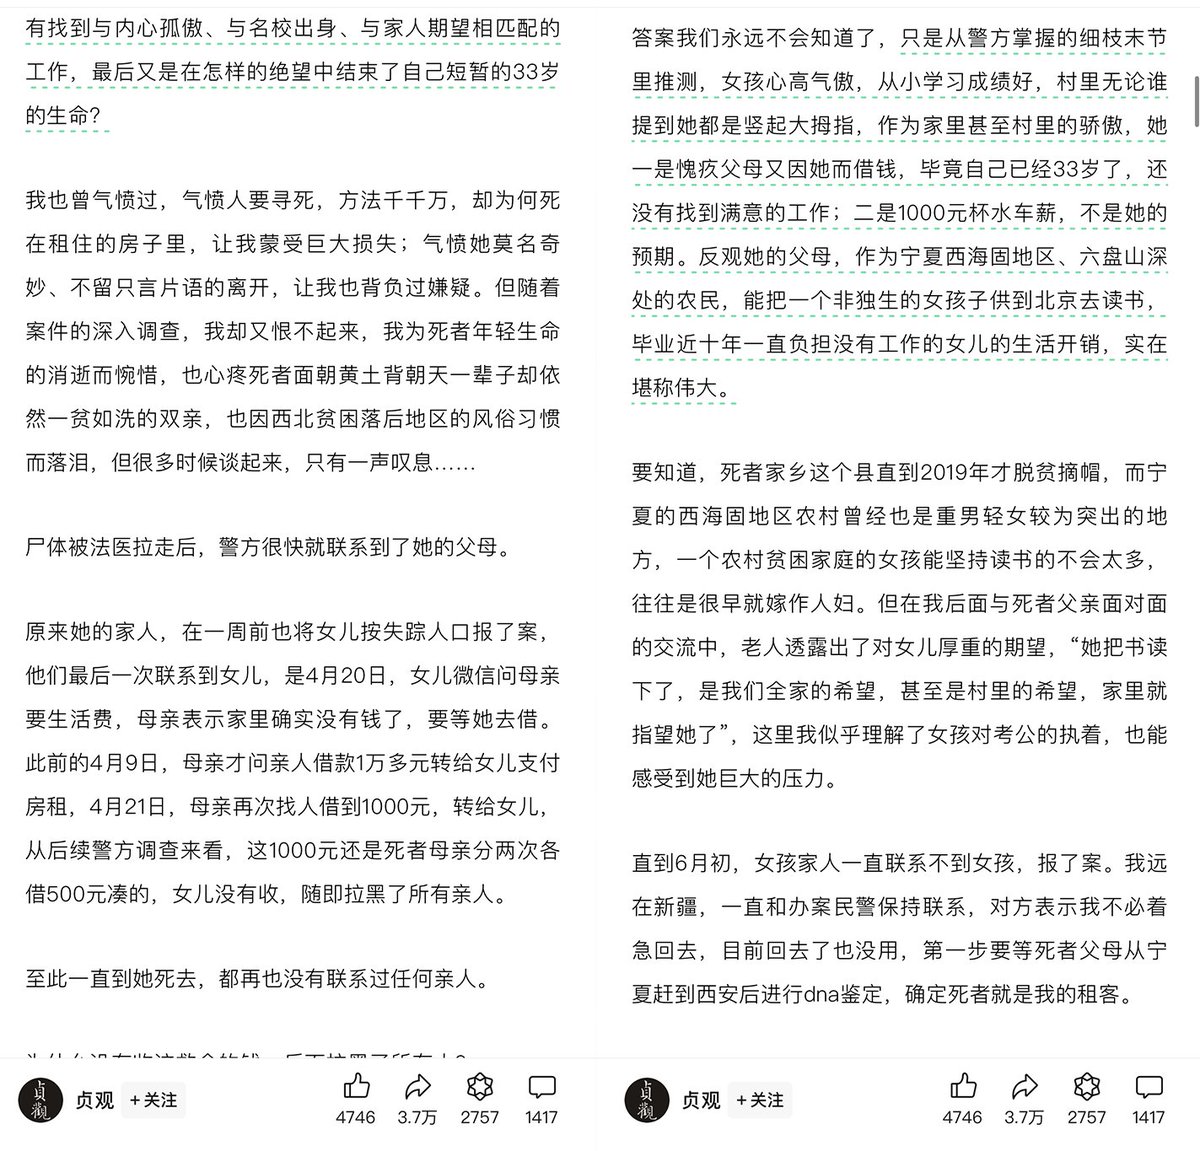 有找到与内心孤傲、与名校出身、与家人期望相匹配的
工作，最后又是在怎样的绝望中结束了自己短暂的33岁
的生命？
我也曾气愤过，气愤人要寻死，方法千千万，却为何死
在租住的房子里，让我蒙受巨大损失；气愤她莫名奇
妙、不留只言片语的离开，让我也背负过嫌疑。但随着
案件的深入调查，我却又恨不起来，我为死者年轻生命
的消逝而惋惜，也心疼死者面朝黄土背朝天一辈子却依
然一贫如洗的双亲，也因西北贫困落后地区的风俗习惯
而落泪，但很多时候谈起来，只有一声叹息……
尸体被法医拉走后，警方很快就联系到了她的父母。
原来她的家人，在一周前也将女儿按失踪人口报了案，
他们最后一次联系到女儿，是4月20日，女儿微信问母亲
要生活费，母亲表示家里确实没有钱了，要等她去借。
此前的4月9日，母亲才问亲人借款1万多元转给女儿支付
房租，4月21日，母亲再次找人借到1000元，转给女儿，
从后续警方调查来看，这1000元还是死者母亲分两次各
借500元凑的，女儿没有收，随即拉黑了所有亲人。
至此一直到她死去，都再也没有联系过任何亲人。
贞观
+关注
4746
3.7万
2757
1417
答案我们永远不会知道了，只是从警方掌握的细枝末节
里推测，女孩心高气傲，从小学习成绩好，村里无论谁
提到她都是竖起大拇指，作为家里甚至村里的骄傲，她
一是愧疚父母又因她而借钱，毕竟自己已经33岁了，还
没有找到满意的工作；二是1000元杯水车薪，不是她的
预期。反观她的父母，作为宁夏西海固地区、六盘山深
处的农民，能把一个非独生的女孩子供到北京去读书，
毕业近十年一直负担没有工作的女儿的生活开销，实在
堪称伟大。
要知道，死者家乡这个县直到2019年才脱贫摘帽，而宁
夏的西海固地区农村曾经也是重男轻女较为突出的地
方，一个农村贫困家庭的女孩能坚持读书的不会太多，
往往是很早就嫁作人妇。但在我后面与死者父亲面对面
的交流中，老人透露出了对女儿厚重的期望，“她把书读
下了，是我们全家的希望，甚至是村里的希望，家里就
指望她了”，这里我似乎理解了女孩对考公的执着，也能
感受到她巨大的压力。
直到6月初，女孩家人一直联系不到女孩，报了案。我远
在新疆，一直和办案民警保持联系，对方表示我不必着
急回去，目前回去了也没用，第一步要等死者父母从宁
夏赶到西安后进行dna鉴定，确定死者就是我的租客。
贞观
+关注
4746
3.7万
2757
1417